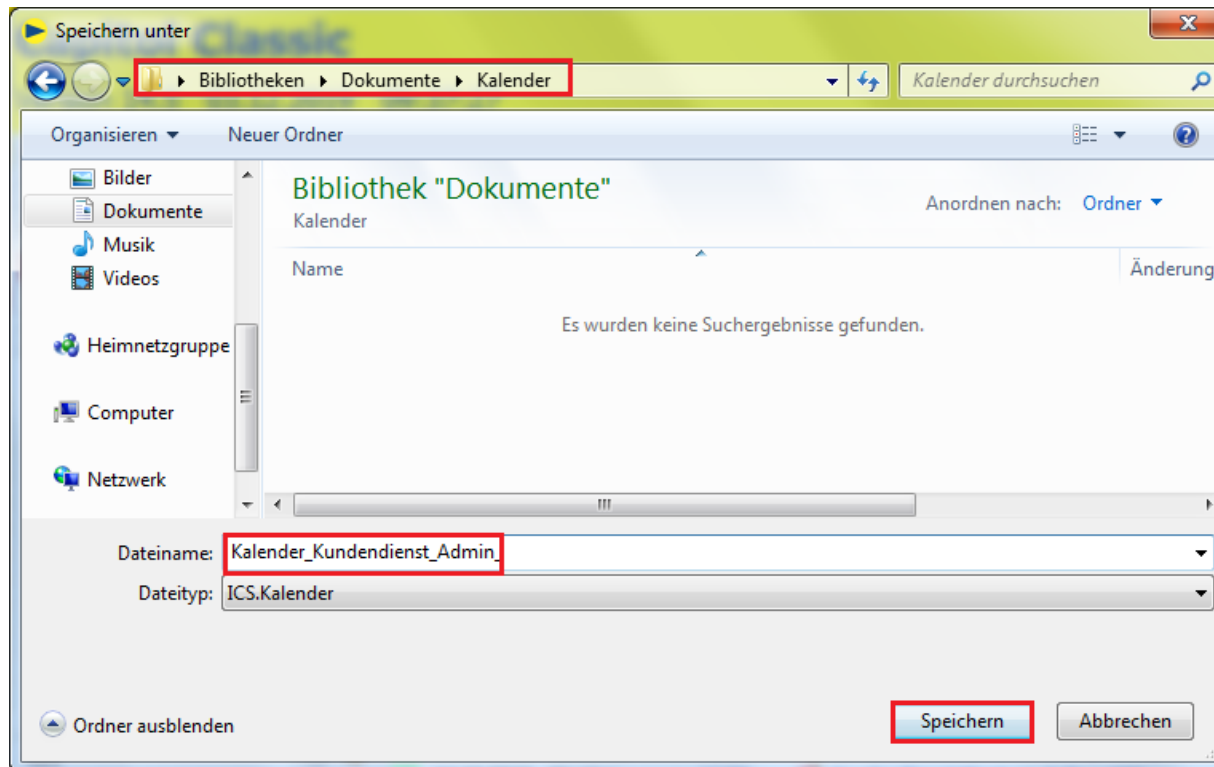 Speichern unter
Bibliotheken Dokumente Kalender
Kalender durchsuchen
Organisieren Neuer Ordner
Bilder
Dokumente
Musik
Videos
Heimnetzgruppe
Computer
Netzwerk
Bibliothek "Dokumente"
Kalender
Anordnen nach: Ordner
Name Änderung
Es wurden keine Suchergebnisse gefunden.
Dateiname: Kalender_Kundendienst_Admin_
Dateityp: ICS.Kalender
Ordner ausblenden
Speichern Abbrechen